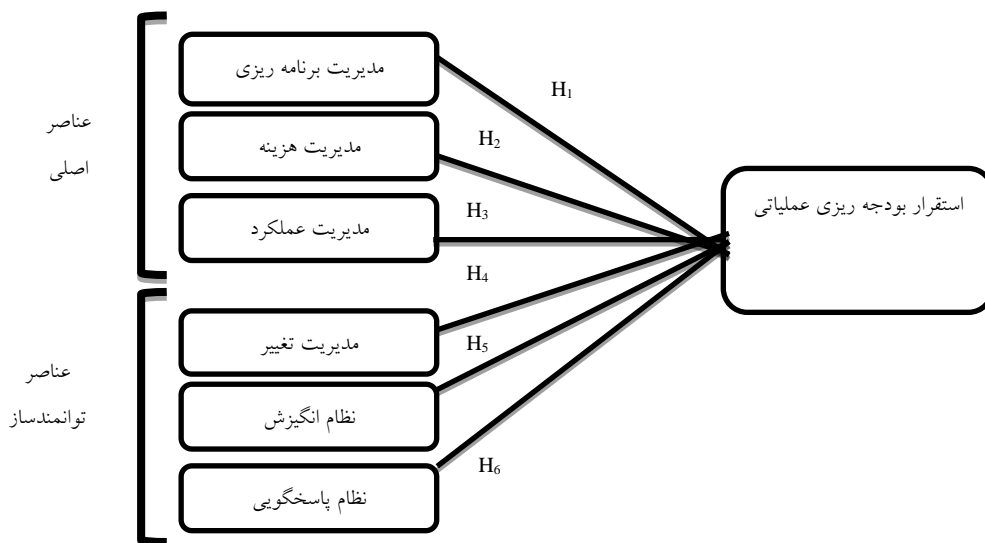 عناصر
اصلی
مدیریت برنامه ریزی
مدیریت هزینه
مدیریت عملکرد
عناصر
توانمندساز
مدیریت تغییر
نظام انگیزش
نظام پاسخگویی
H₁
H₂
H₃
H₄
H₅
H₆
استقرار بودجه ریزی عملیاتی